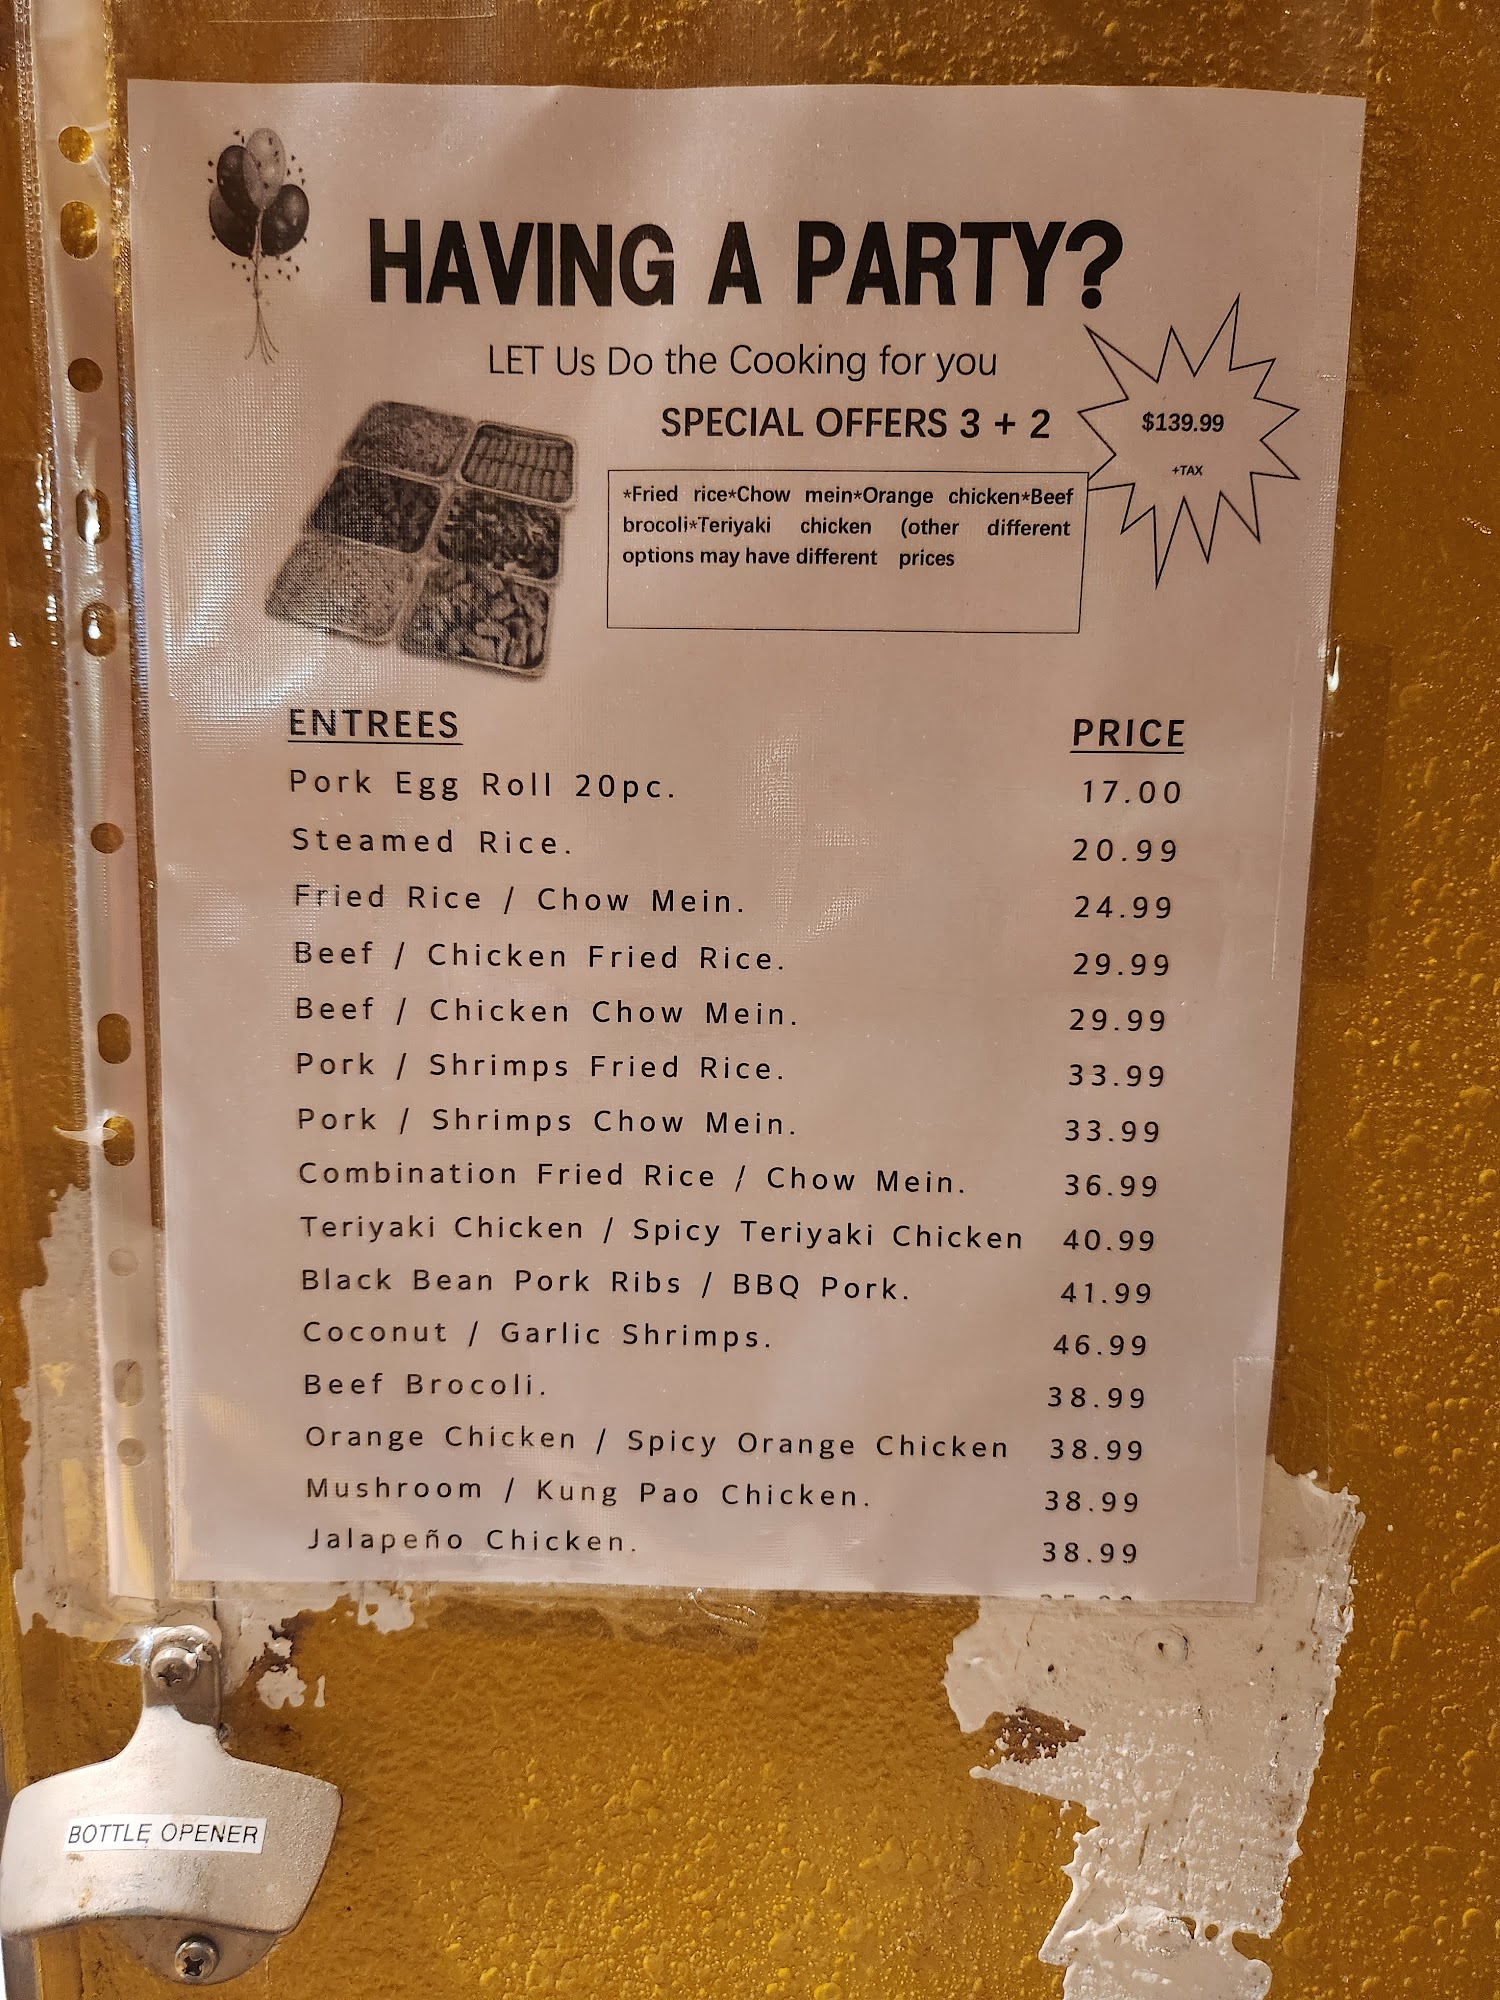 HAVING A PARTY?
LET Us Do the Cooking for you
SPECIAL OFFERS 3 + 2
$139.99
+TAX
*Fried rice*Chow mein*Orange chicken*Beef
brocoli*Teriyaki chicken (other different
options may have different prices
ENTREES PRICE
Pork Egg Roll 20pc. 17.00
Steamed Rice. 20.99
Fried Rice / Chow Mein. 24.99
Beef / Chicken Fried Rice. 29.99
Beef / Chicken Chow Mein. 29.99
Pork / Shrimps Fried Rice. 33.99
Pork / Shrimps Chow Mein. 33.99
Combination Fried Rice / Chow Mein. 36.99
Teriyaki Chicken / Spicy Teriyaki Chicken 40.99
Black Bean Pork Ribs / BBQ Pork. 41.99
Coconut / Garlic Shrimps. 46.99
Beef Brocoli. 38.99
Orange Chicken / Spicy Orange Chicken 38.99
Mushroom / Kung Pao Chicken. 38.99
Jalapeño Chicken. 38.99
BOTTLE OPENER